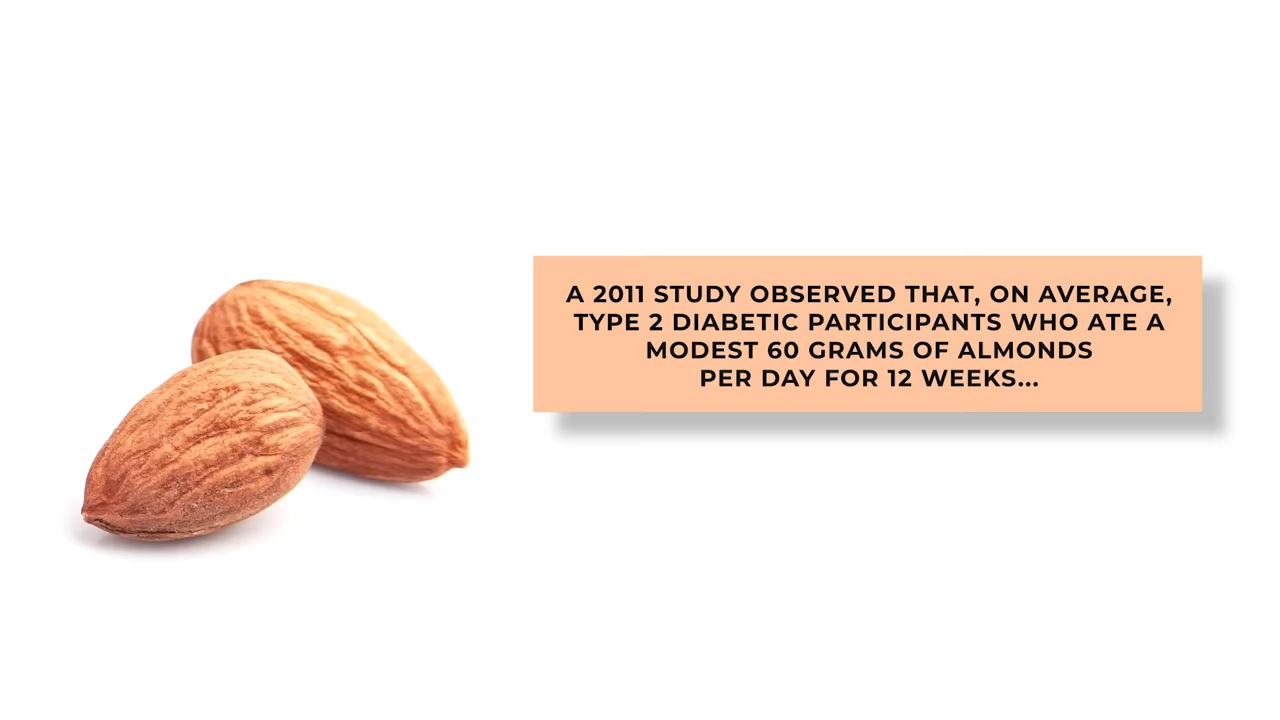 A 2011 STUDY OBSERVED THAT, ON AVERAGE,
TYPE 2 DIABETIC PARTICIPANTS WHO ATE A
MODEST 60 GRAMS OF ALMONDS
PER DAY FOR 12 WEEKS...